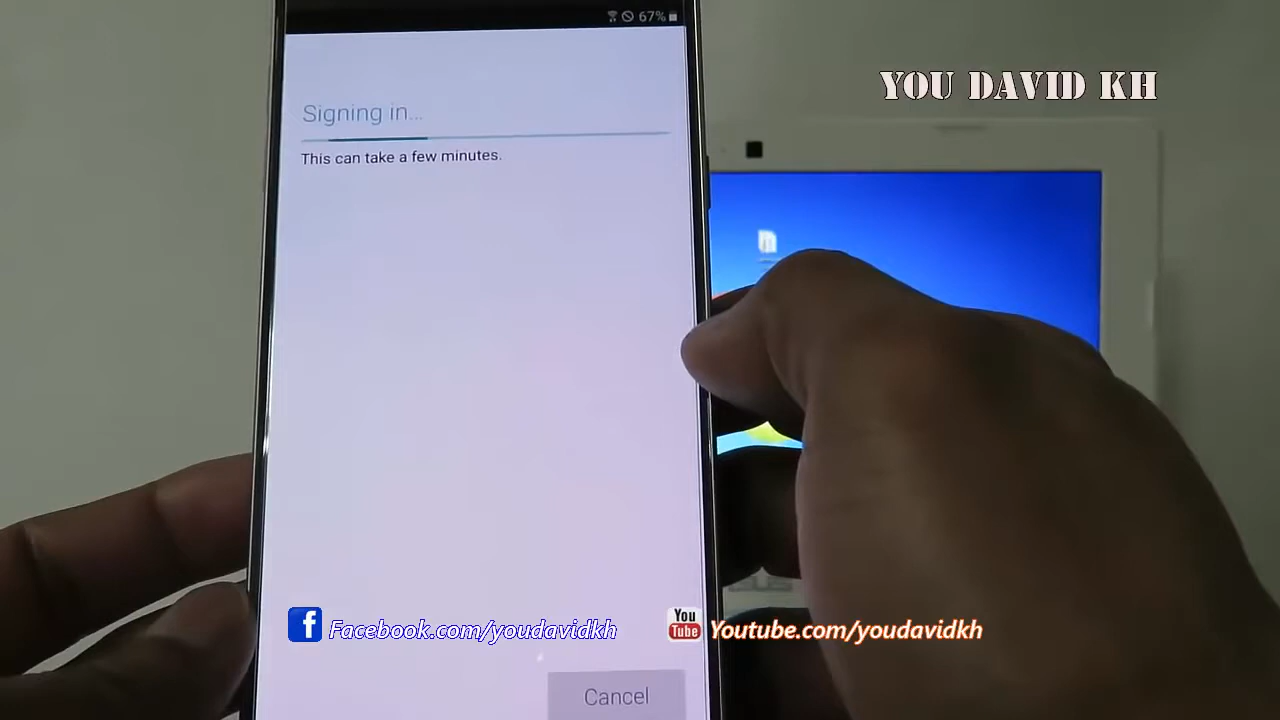 67%
YOU DAVID KH
Signing in...
This can take a few minutes.
f Facebook.com/youdavidkh
You Tube Youtube.com/youdavidkh
Cancel